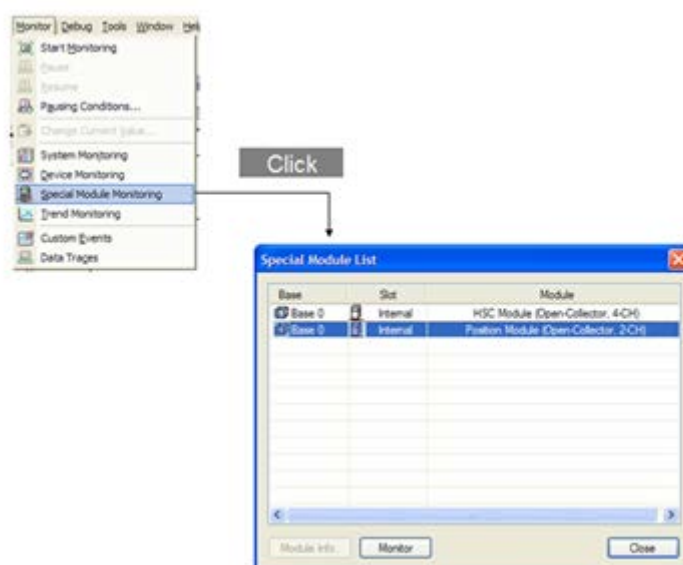 Monitor Debug Tools Window Hel
Start Monitoring
Pause
Resume
Pausing Conditions...
Change Current Value...
System Monitoring
Device Monitoring
Special Module Monitoring
Trend Monitoring
Custom Events
Data Traces
Click
Special Module List
Base Slot Module
Base 0 Internal HSC Module (Open-Collector, 4-CH)
Base 0 Internal Position Module (Open-Collector, 2-CH)
Module info. Monitor Close